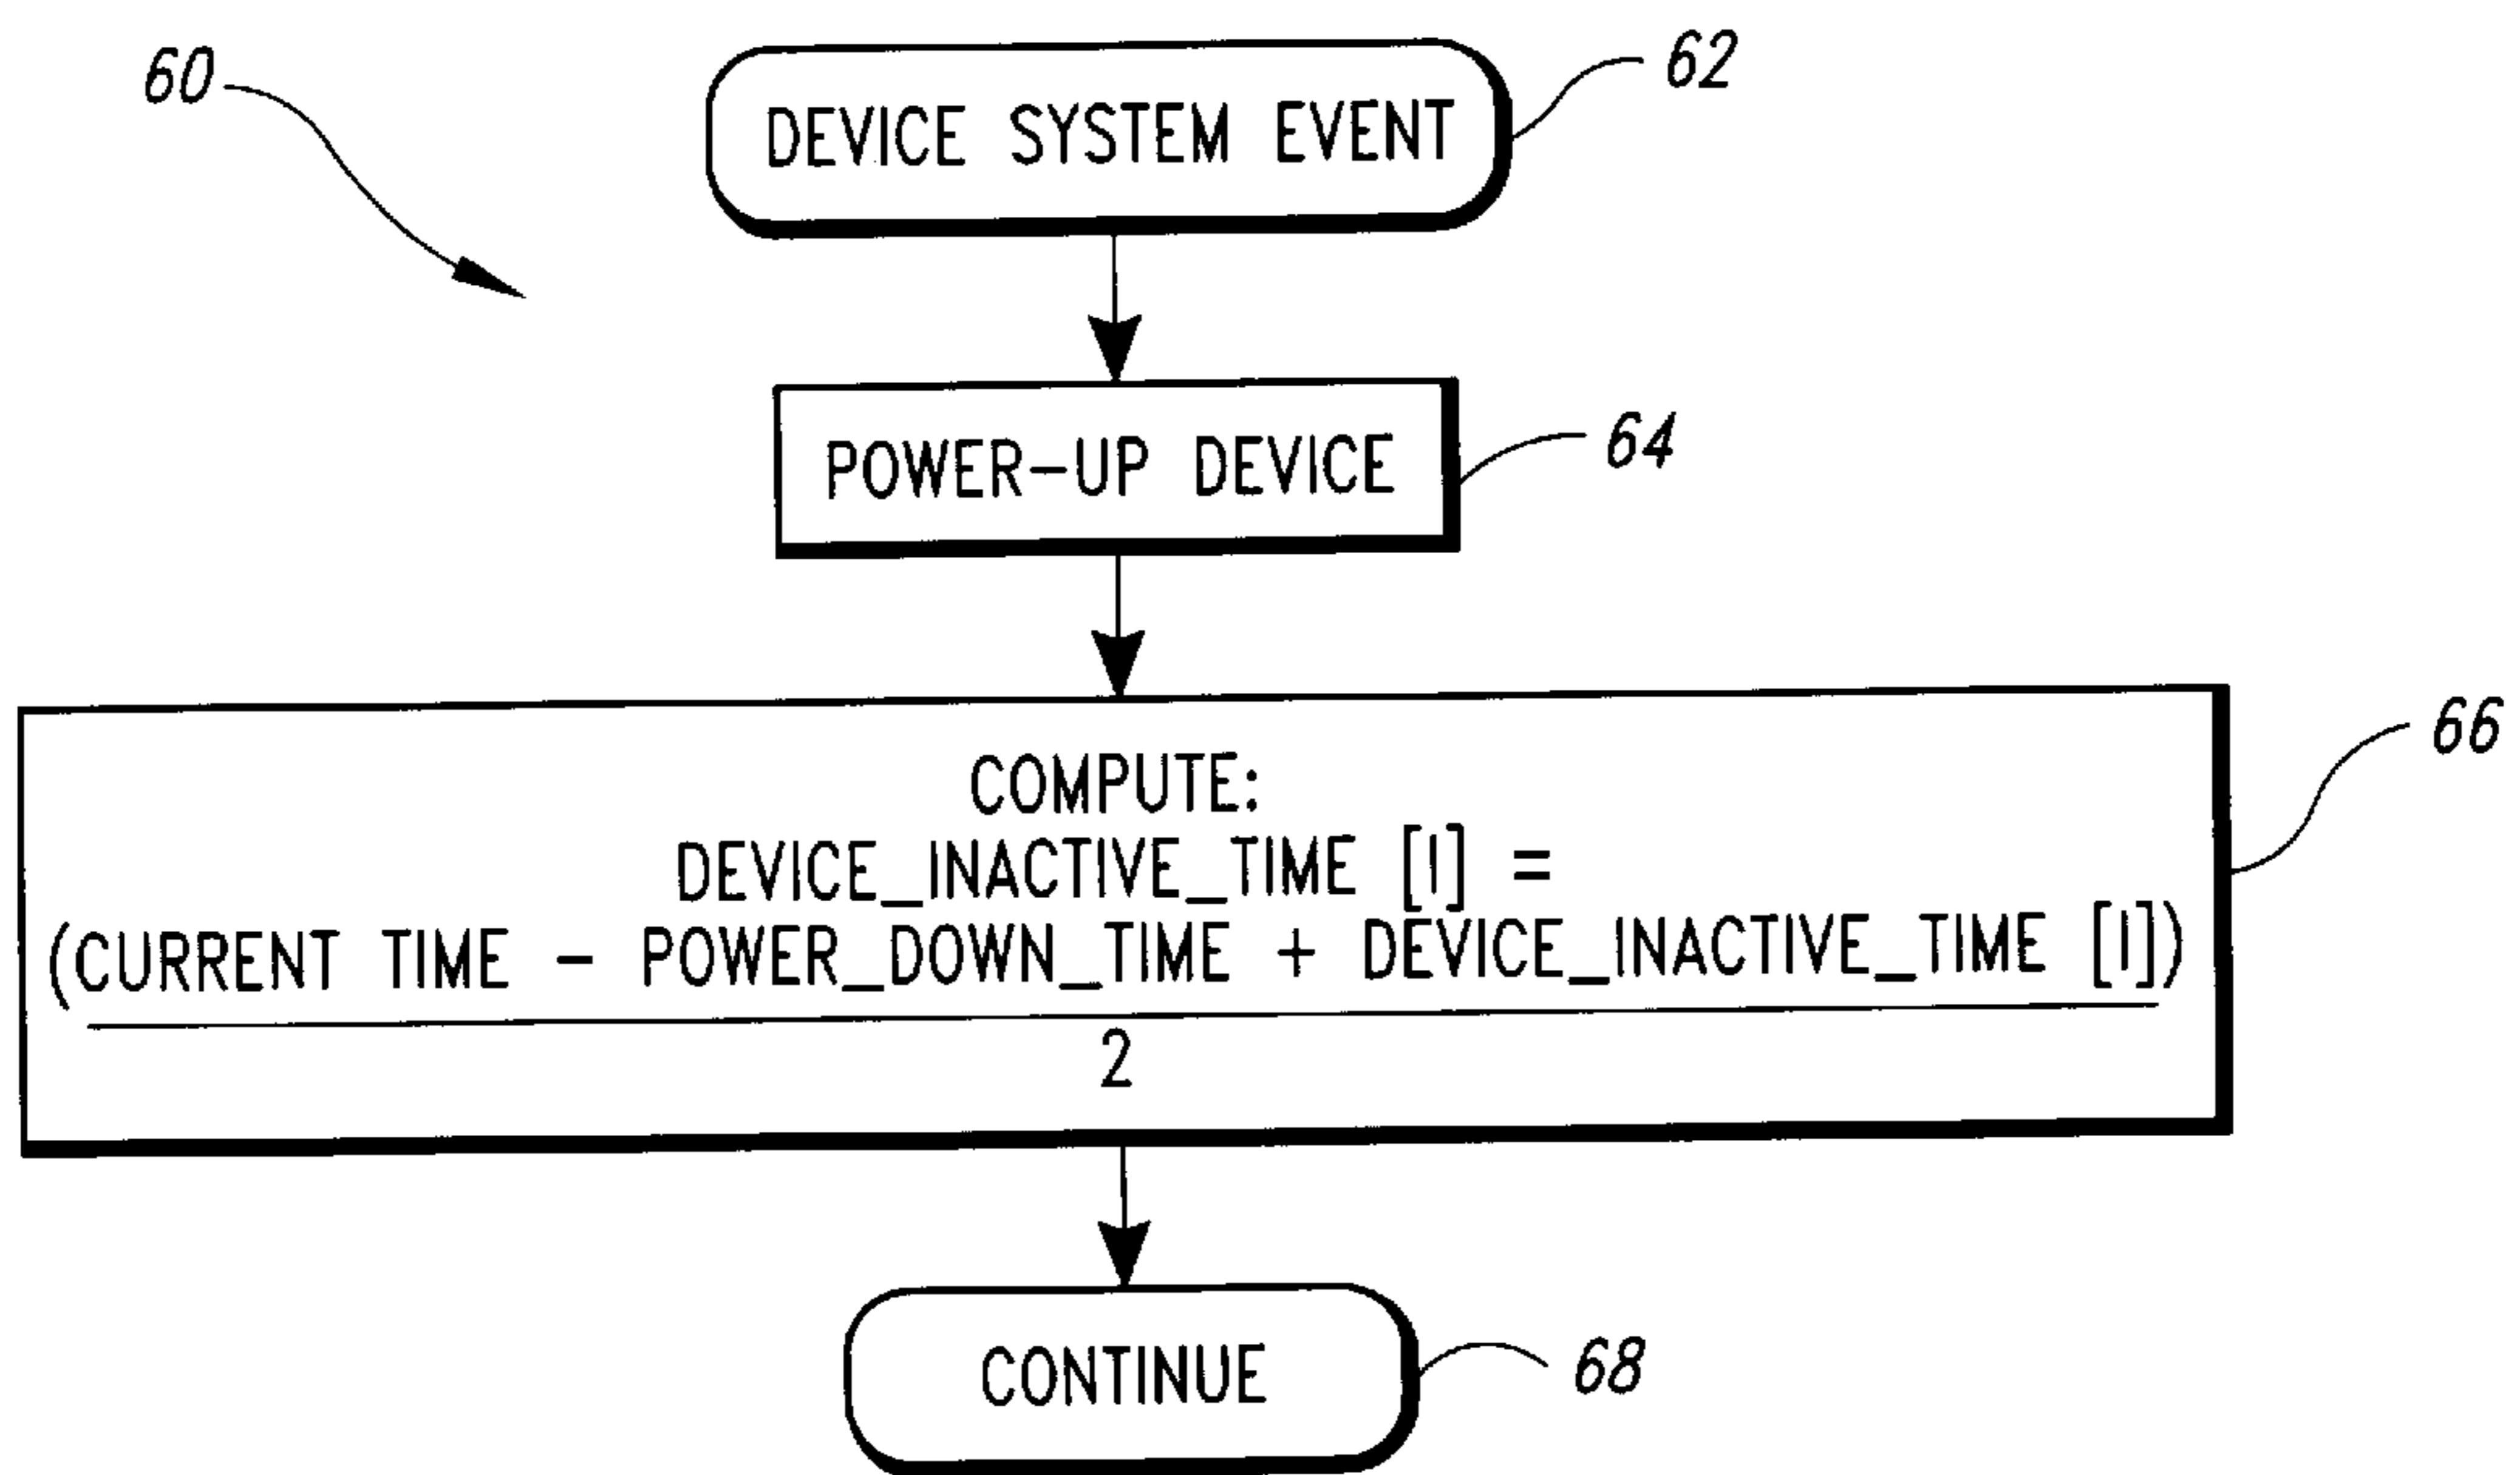 60
DEVICE SYSTEM EVENT
62
POWER-UP DEVICE
64
COMPUTE:
DEVICE_INACTIVE_TIME [I] =
(CURRENT TIME - POWER_DOWN_TIME + DEVICE_INACTIVE_TIME [I])
2
66
CONTINUE
68